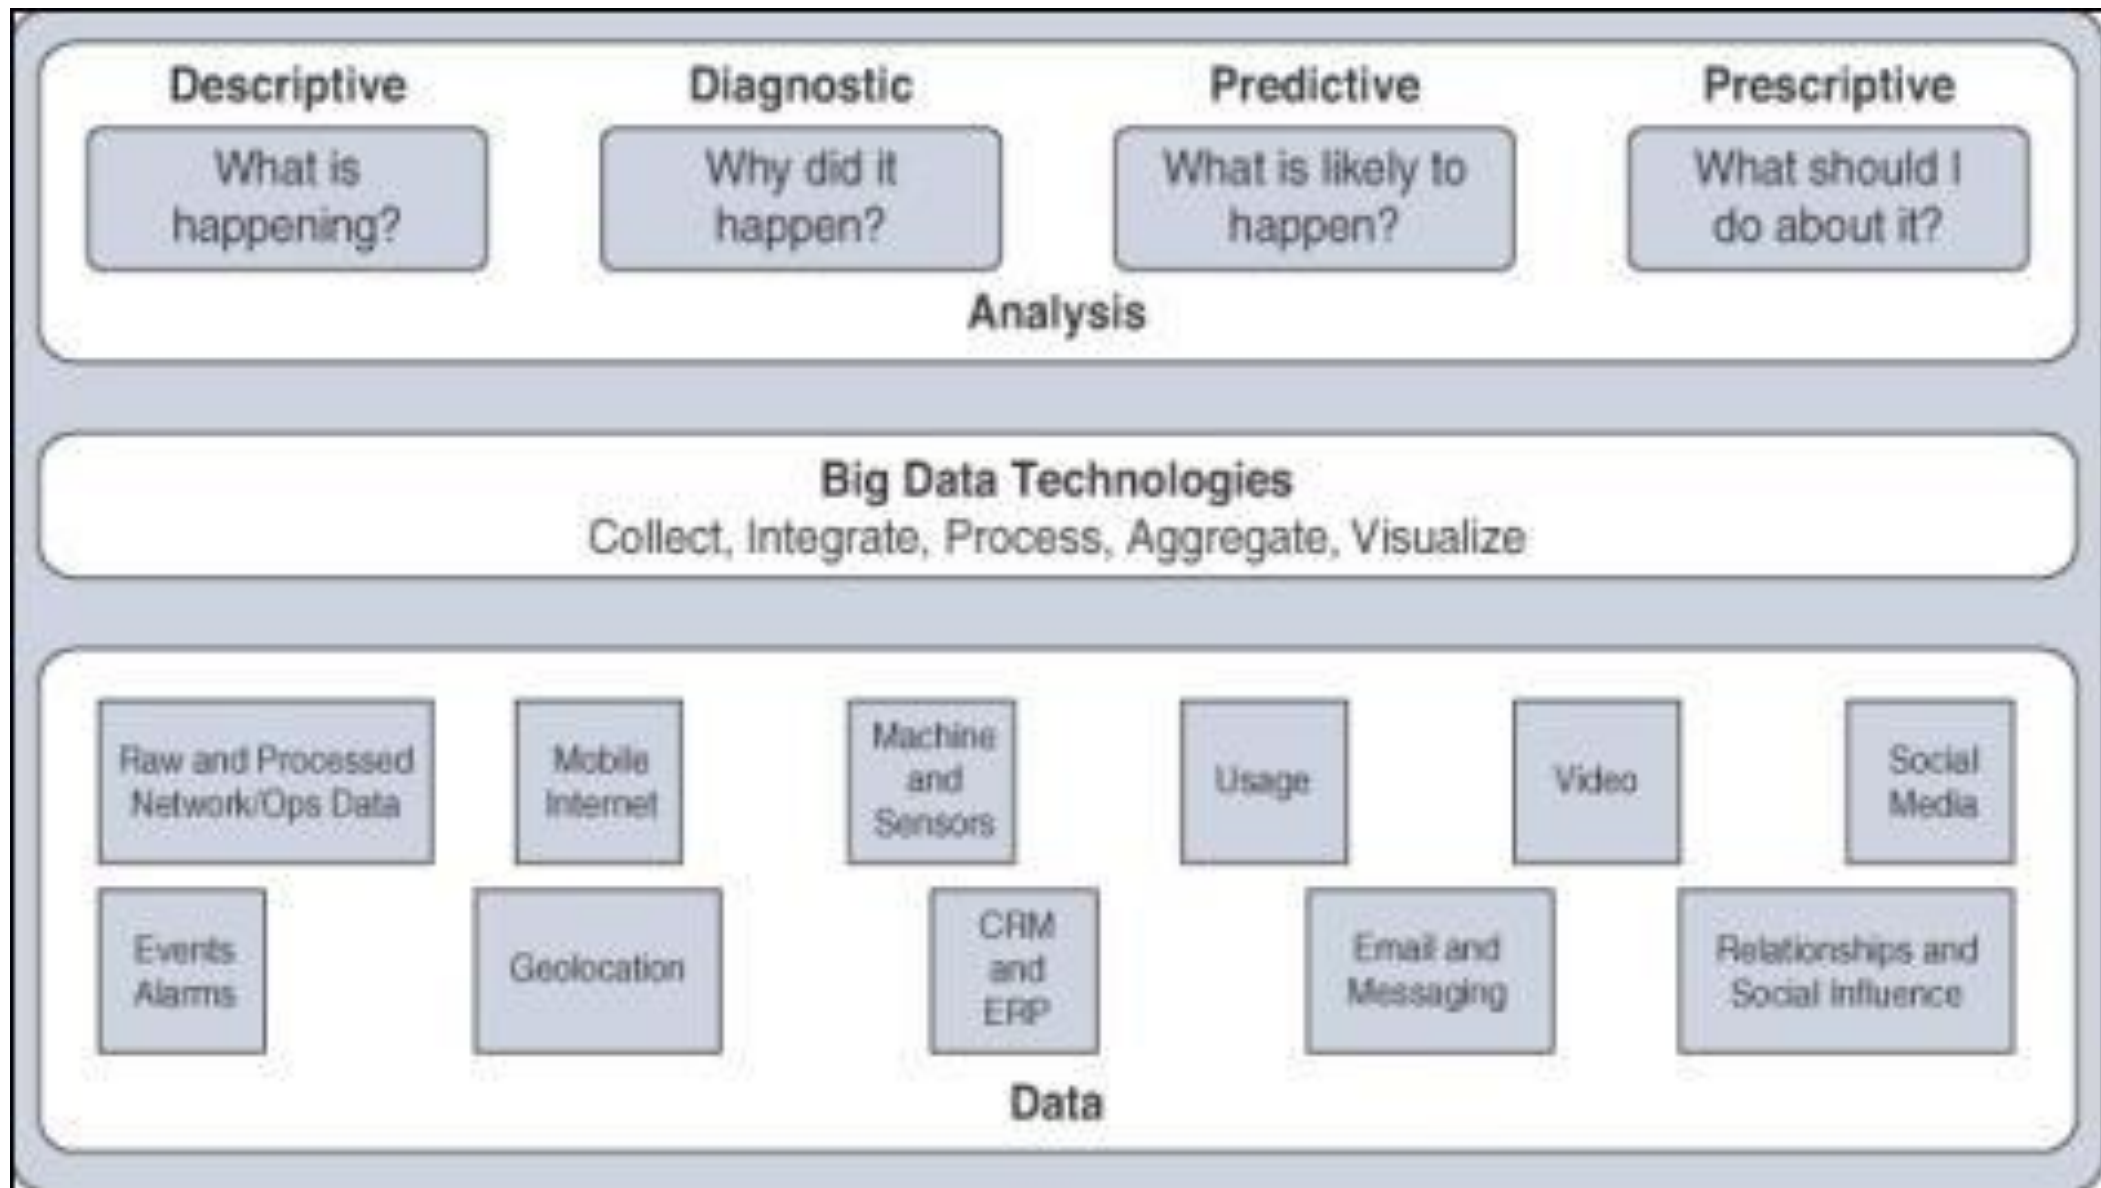 Descriptive
Diagnostic
Predictive
Prescriptive
What is
happening?
Why did it
happen?
What is likely to
happen?
What should I
do about it?
Analysis
Big Data Technologies
Collect, Integrate, Process, Aggregate, Visualize
Raw and Processed
Network/Ops Data
Mobile
Internet
Machine
and
Sensors
Usage
Video
Social
Media
Events
Alarms
Geolocation
CRM
and
ERP
Email and
Messaging
Relationships and
Social Influence
Data